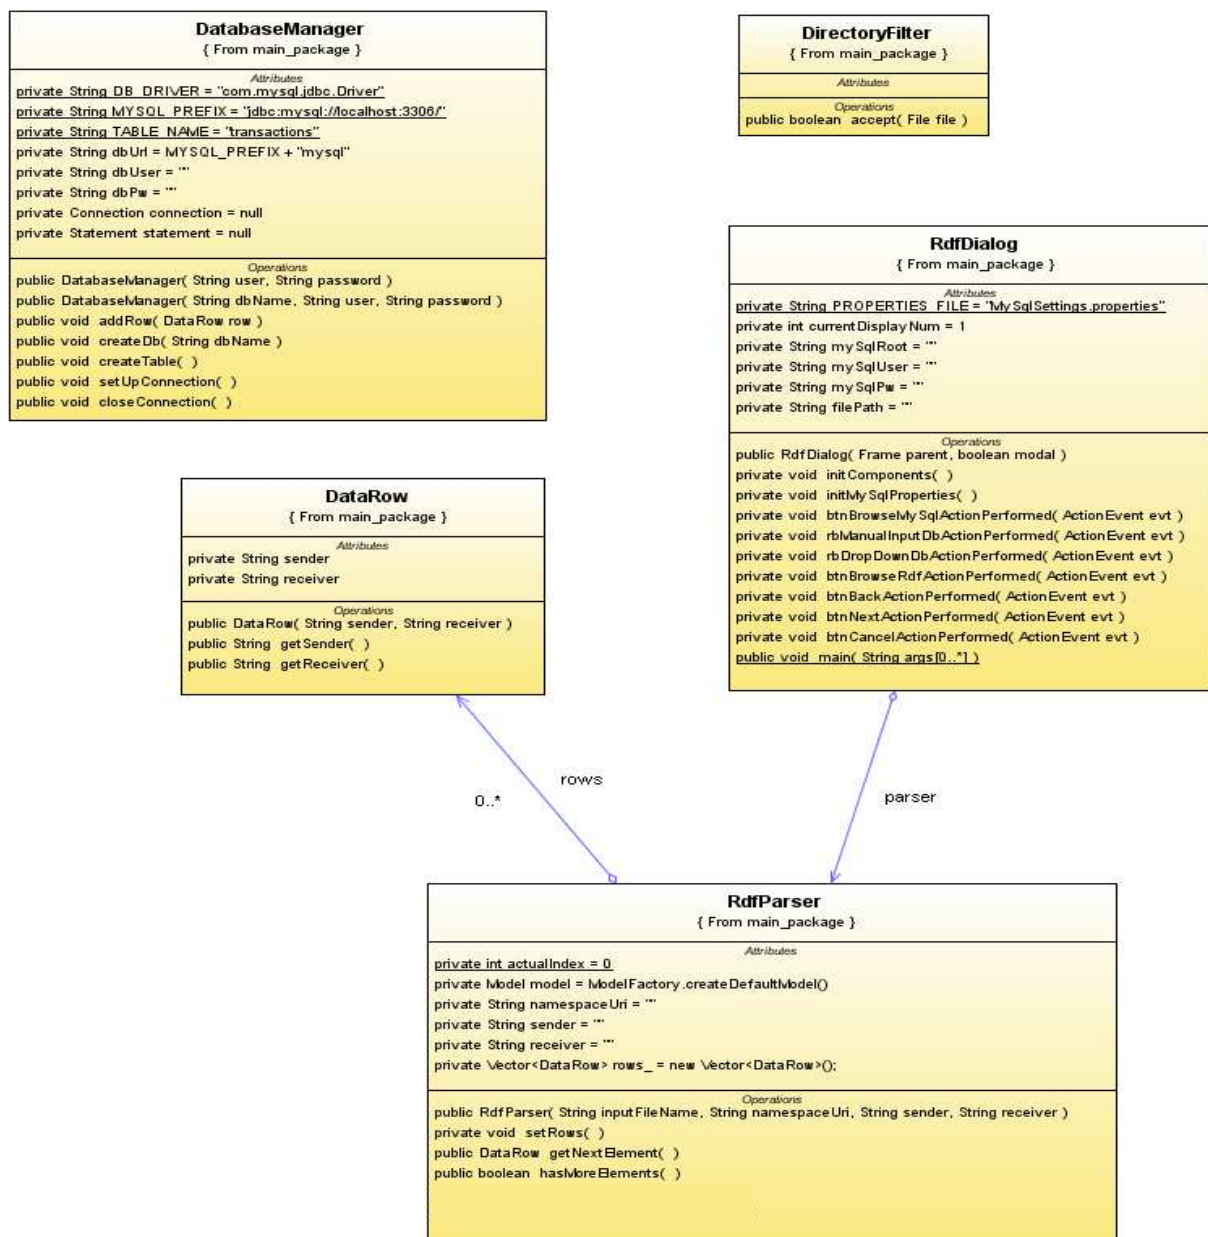 DatabaseManager
{ From main_package }
Attributes
private String DB_DRIVER = "com.mysql.jdbc.Driver"
private String MYSQL_PREFIX = "jdbc:mysql://localhost:3306/"
private String TABLE_NAME = "transactions"
private String dbUrl = MYSQL_PREFIX + "mysql"
private String dbUser = ""
private String dbPw = ""
private Connection connection = null
private Statement statement = null
Operations
public DatabaseManager( String user, String password )
public DatabaseManager( String dbName, String user, String password )
public void addRow( DataRow row )
public void createDb( String dbName )
public void createTable( )
public void setUpConnection( )
public void closeConnection( )
DirectoryFilter
{ From main_package }
Attributes
Operations
public boolean accept( File file )
RdfDialog
{ From main_package }
Attributes
private String PROPERTIES_FILE = "MySqlSettings.properties"
private int currentDisplayNum = 1
private String mySqlRoot = ""
private String mySqlUser = ""
private String mySqlPw = ""
private String filePath = ""
Operations
public RdfDialog( Frame parent, boolean modal )
private void initComponents( )
private void initMySqlProperties( )
private void btnBrowseMySqlActionPerformed( ActionEvent evt )
private void rbManualInputDbActionPerformed( ActionEvent evt )
private void rbDropDownDbActionPerformed( ActionEvent evt )
private void btnBrowseRdfActionPerformed( ActionEvent evt )
private void btnBackActionPerformed( ActionEvent evt )
private void btnNextActionPerformed( ActionEvent evt )
private void btnCancelActionPerformed( ActionEvent evt )
public void main( String args[0..*] )
DataRow
{ From main_package }
Attributes
private String sender
private String receiver
Operations
public DataRow( String sender, String receiver )
public String getSender( )
public String getReceiver( )
rows
0..*
parser
RdfParser
{ From main_package }
Attributes
private int actualIndex = 0
private Model model = ModelFactory.createDefaultModel()
private String namespaceUri = ""
private String sender = ""
private String receiver = ""
private Vector<DataRow> rows_ = new Vector<DataRow>();
Operations
public RdfParser( String inputFileName, String namespaceUri, String sender, String receiver )
private void setRows( )
public DataRow getNextElement( )
public boolean hasMoreElements( )